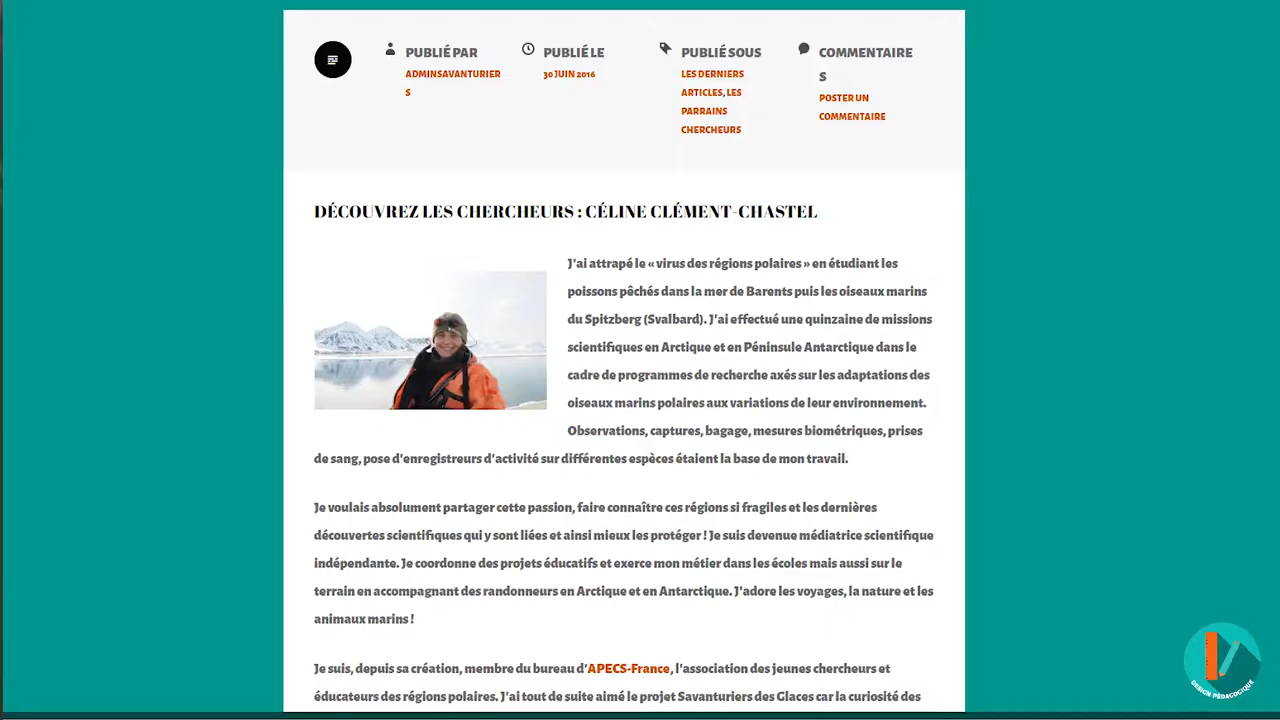 PUBLIÉ PAR
ADMINSAVANTURIER
S
PUBLIÉ LE
30 JUIN 2016
PUBLIÉ SOUS
LES DERNIERS
ARTICLES, LES
PARRAINS
CHERCHEURS
COMMENTAIRE
S
POSTER UN
COMMENTAIRE
DÉCOUVREZ LES CHERCHEURS : CÉLINE CLÉMENT-CHASTEL
J'ai attrapé le « virus des régions polaires » en étudiant les
poissons pêchés dans la mer de Barents puis les oiseaux marins
du Spitzberg (Svalbard). J'ai effectué une quinzaine de missions
scientifiques en Arctique et en Péninsule Antarctique dans le
cadre de programmes de recherche axés sur les adaptations des
oiseaux marins polaires aux variations de leur environnement.
Observations, captures, bagage, mesures biométriques, prises
de sang, pose d'enregistreurs d'activité sur différentes espèces étaient la base de mon travail.
Je voulais absolument partager cette passion, faire connaître ces régions si fragiles et les dernières
découvertes scientifiques qui y sont liées et ainsi mieux les protéger ! Je suis devenue médiatrice scientifique
indépendante. Je coordonne des projets éducatifs et exerce mon métier dans les écoles mais aussi sur le
terrain en accompagnant des randonneurs en Arctique et en Antarctique. J'adore les voyages, la nature et les
animaux marins !
Je suis, depuis sa création, membre du bureau d'APECS-France, l'association des jeunes chercheurs et
éducateurs des régions polaires. J'ai tout de suite aimé le projet Savanturiers des Glaces car la curiosité des
DESIGN PÉDAGOGIQUE